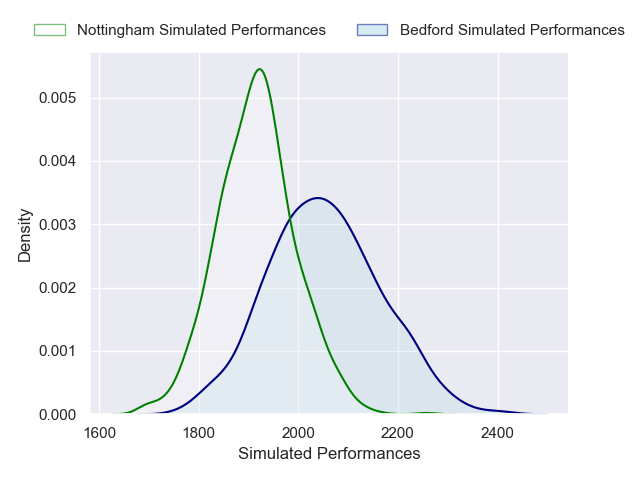 Nottingham Simulated Performances
Bedford Simulated Performances
0.005
0.004
0.003
0.002
0.001
0.000
Density
1600
1800
2000
2200
2400
Simulated Performances